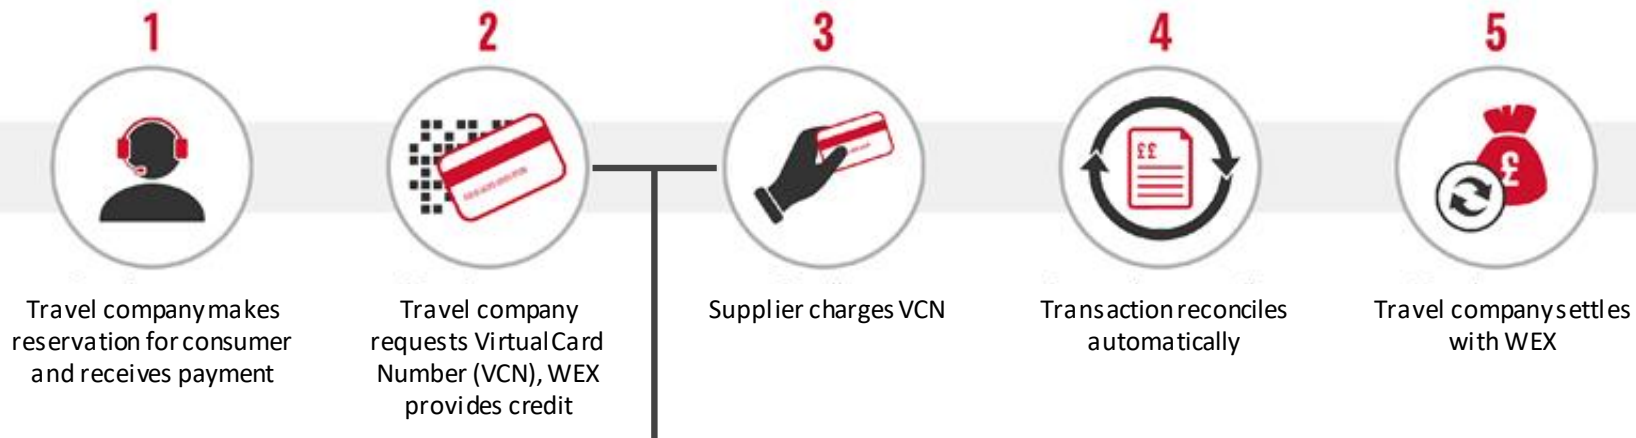 1
Travel company makes
reservation for consumer
and receives payment
2
Travel company
requests Virtual Card
Number (VCN), WEX
provides credit
3
Supplier charges VCN
4
££
Transaction reconciles
automatically
5
£
Travel company settles
with WEX